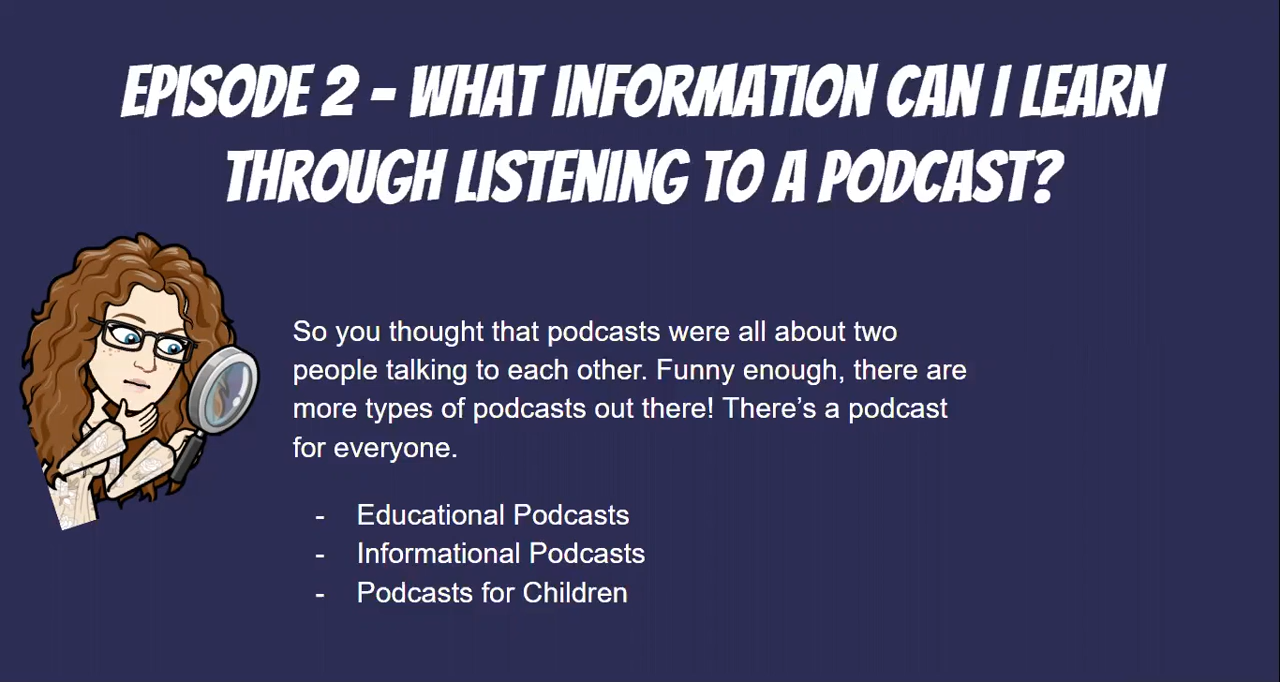 EPISODE 2 - WHAT INFORMATION CAN I LEARN
THROUGH LISTENING TO A PODCAST?
So you thought that podcasts were all about two
people talking to each other. Funny enough, there are
more types of podcasts out there! There’s a podcast
for everyone.
- Educational Podcasts
- Informational Podcasts
- Podcasts for Children